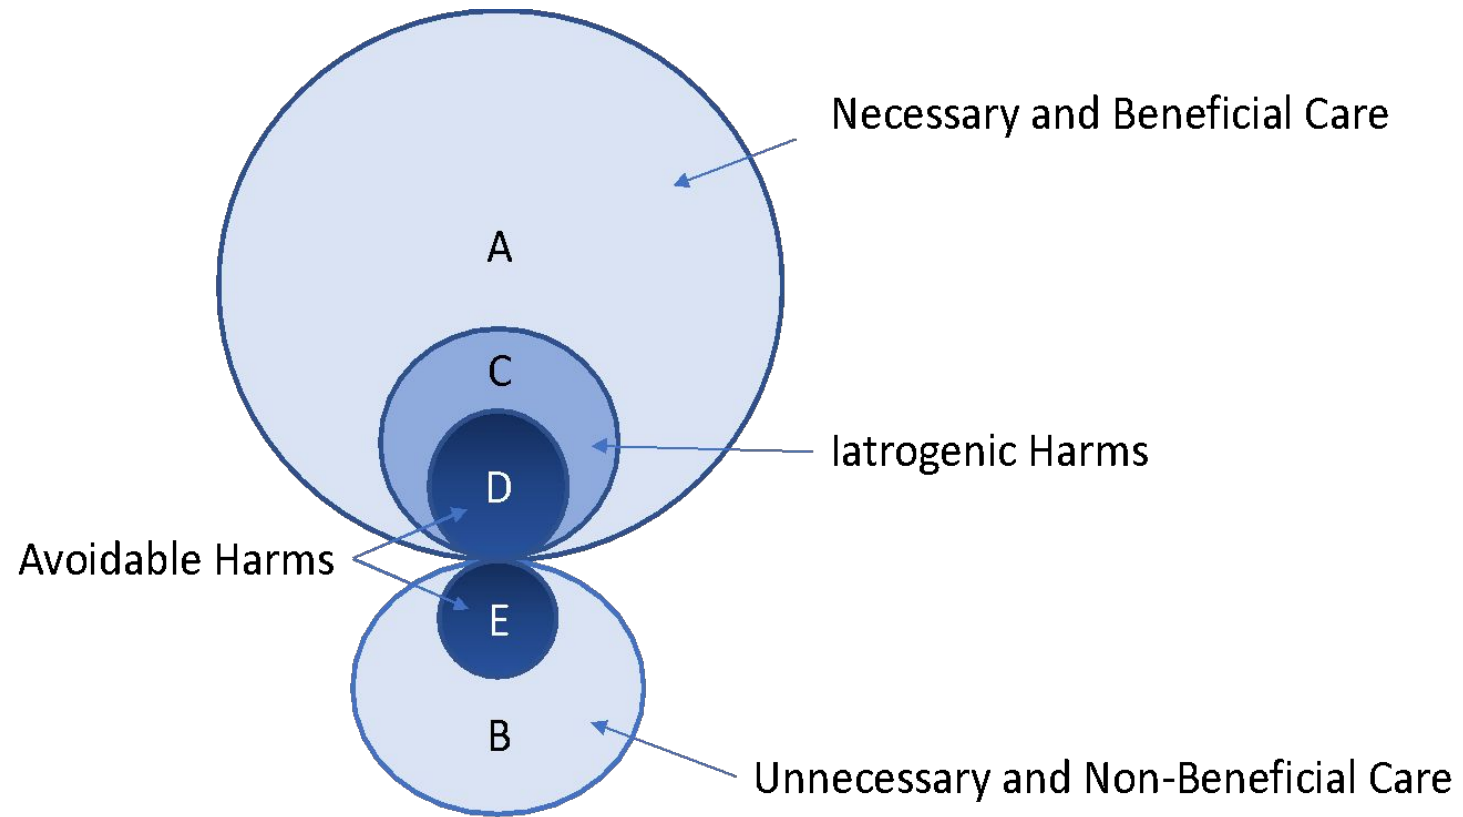 Necessary and Beneficial Care
A
C
Iatrogenic Harms
D
Avoidable Harms
E
B
Unnecessary and Non-Beneficial Care